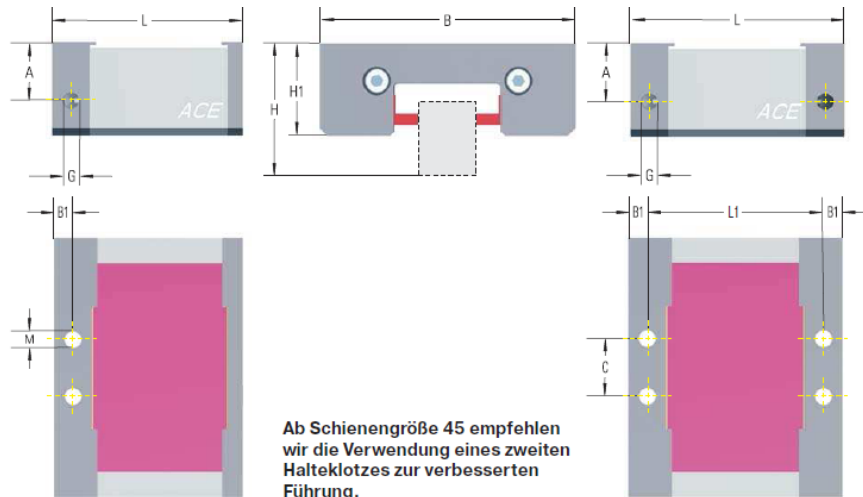 L
B
L
A
H
H1
A
ACE
ACE
G
G
B1
B1
L1
B1
M
C
Ab Schienengröße 45 empfehlen
wir die Verwendung eines zweiten
Halteklotzes zur verbesserten
Führung.